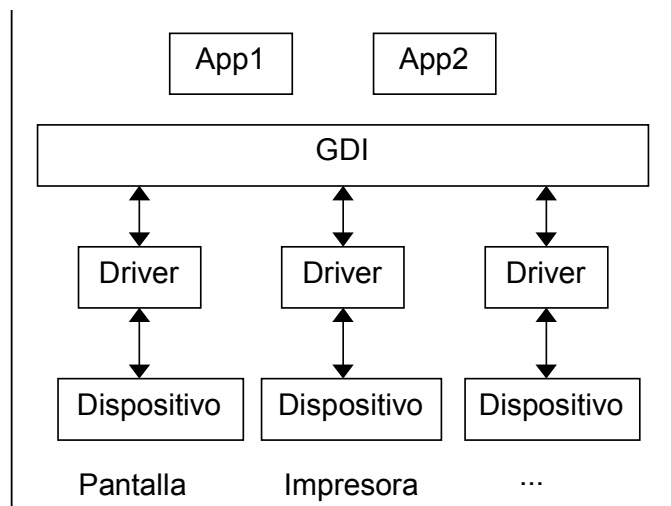 App1 App2
GDI
Driver Driver Driver
Dispositivo Dispositivo Dispositivo
Pantalla Impresora ...